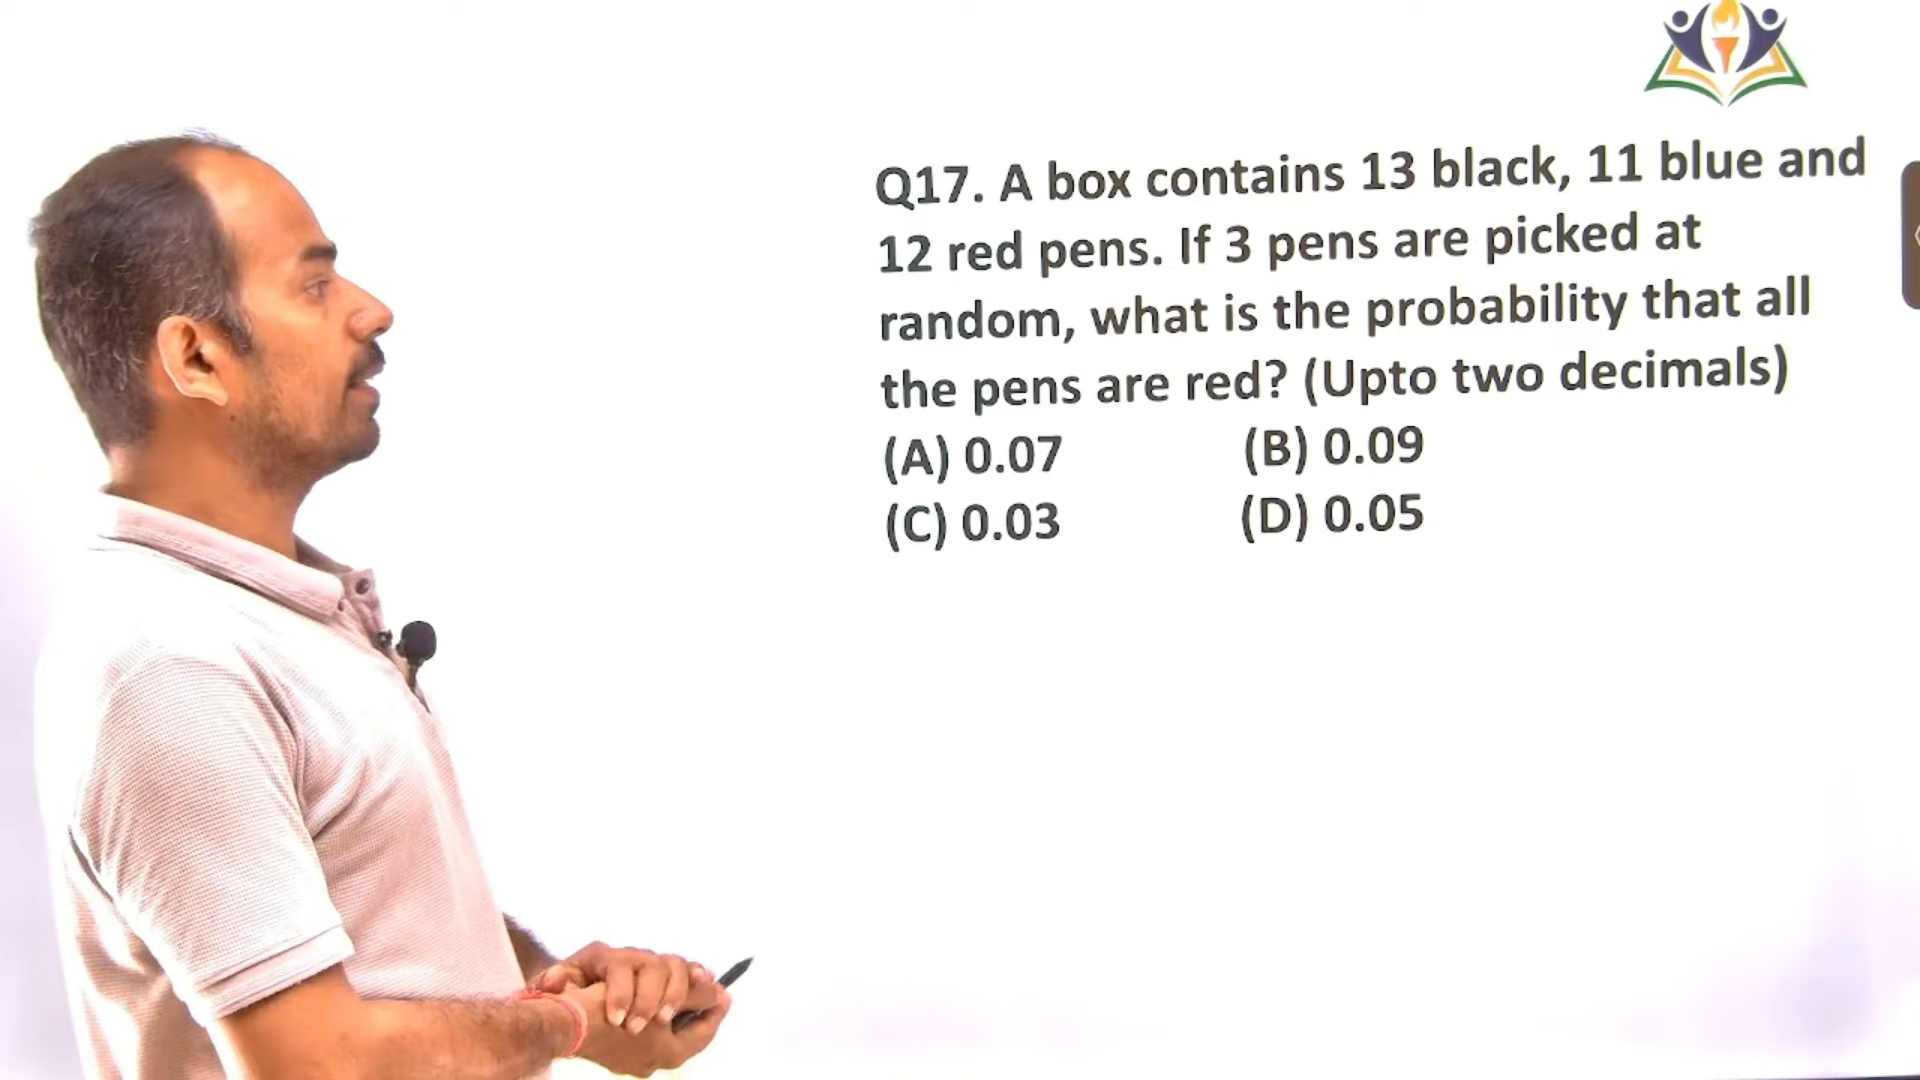 Q17. A box contains 13 black, 11 blue and
12 red pens. If 3 pens are picked at
random, what is the probability that all
the pens are red? (Upto two decimals)
(A) 0.07 (B) 0.09
(C) 0.03 (D) 0.05